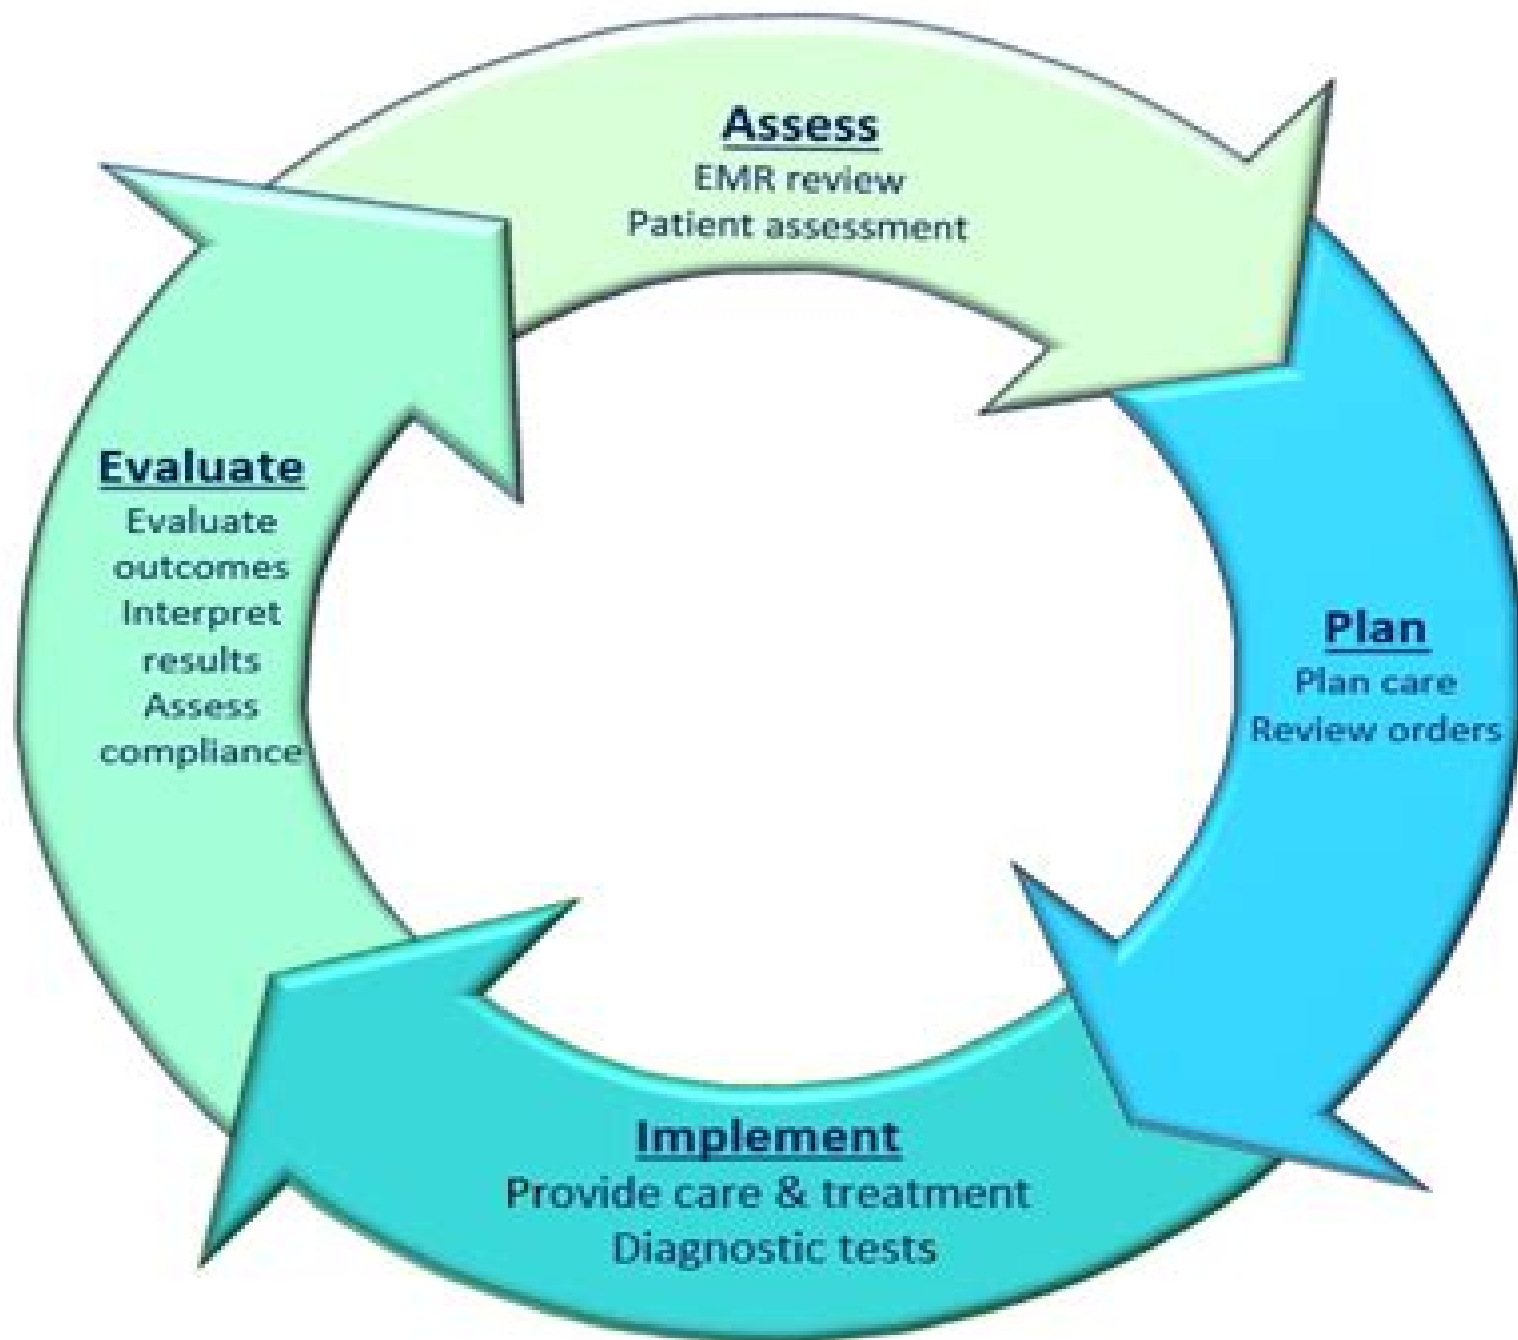 Assess
EMR review
Patient assessment
Plan
Plan care
Review orders
Implement
Provide care & treatment
Diagnostic tests
Evaluate
Evaluate
outcomes
Interpret
results
Assess
compliance